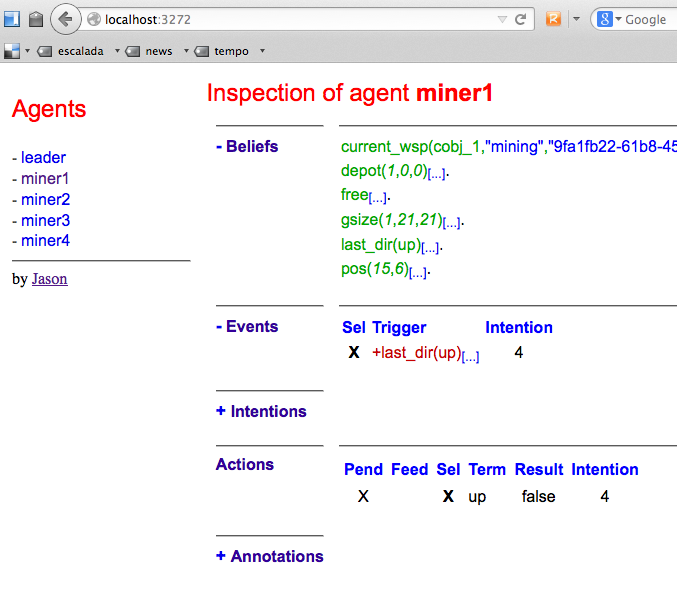 localhost:3272
Google
escalada
news
tempo
Agents
- leader
- miner1
- miner2
- miner3
- miner4
by Jason
Inspection of agent miner1
- Beliefs
current_wsp(cobj_1,"mining","9fa1fb22-61b8-45
depot(1,0,0)[...].
free[...].
gsize(1,21,21)[...].
last_dir(up)[...].
pos(15,6)[...].
- Events
Sel Trigger Intention
X +last_dir(up)[...] 4
+ Intentions
Actions
Pend Feed Sel Term Result Intention
X X up false 4
+ Annotations